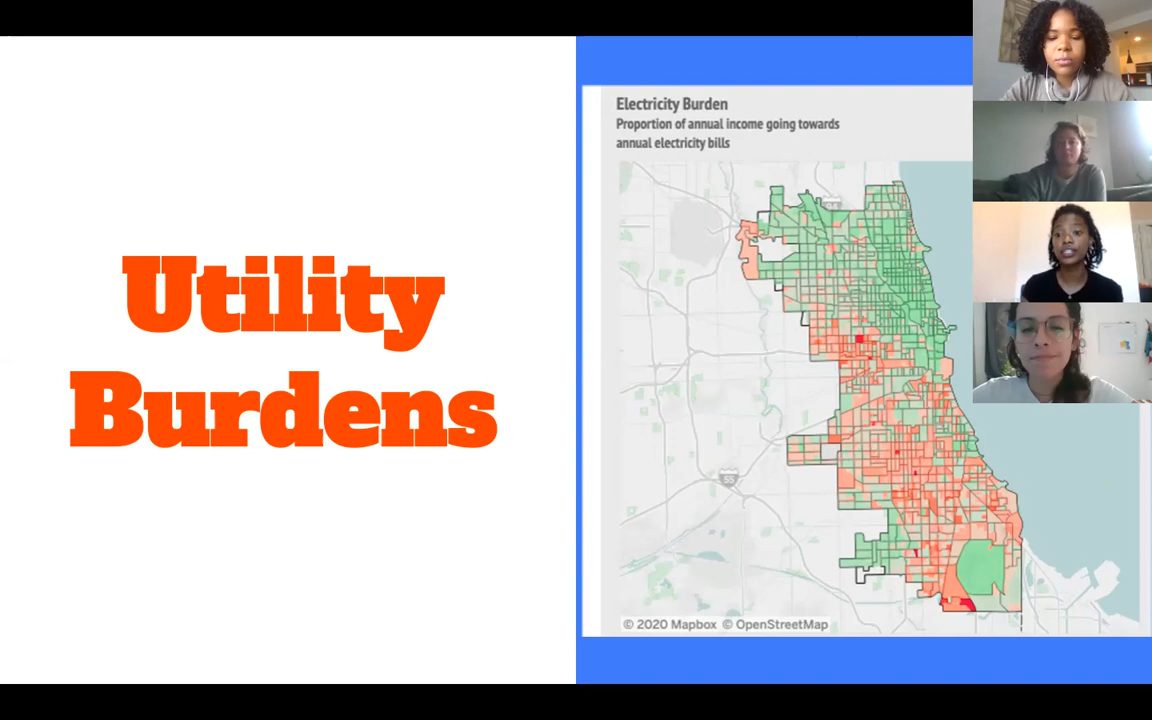 Utility
Burdens
Electricity Burden
Proportion of annual income going towards
annual electricity bills
55
© 2020 Mapbox © OpenStreetMap